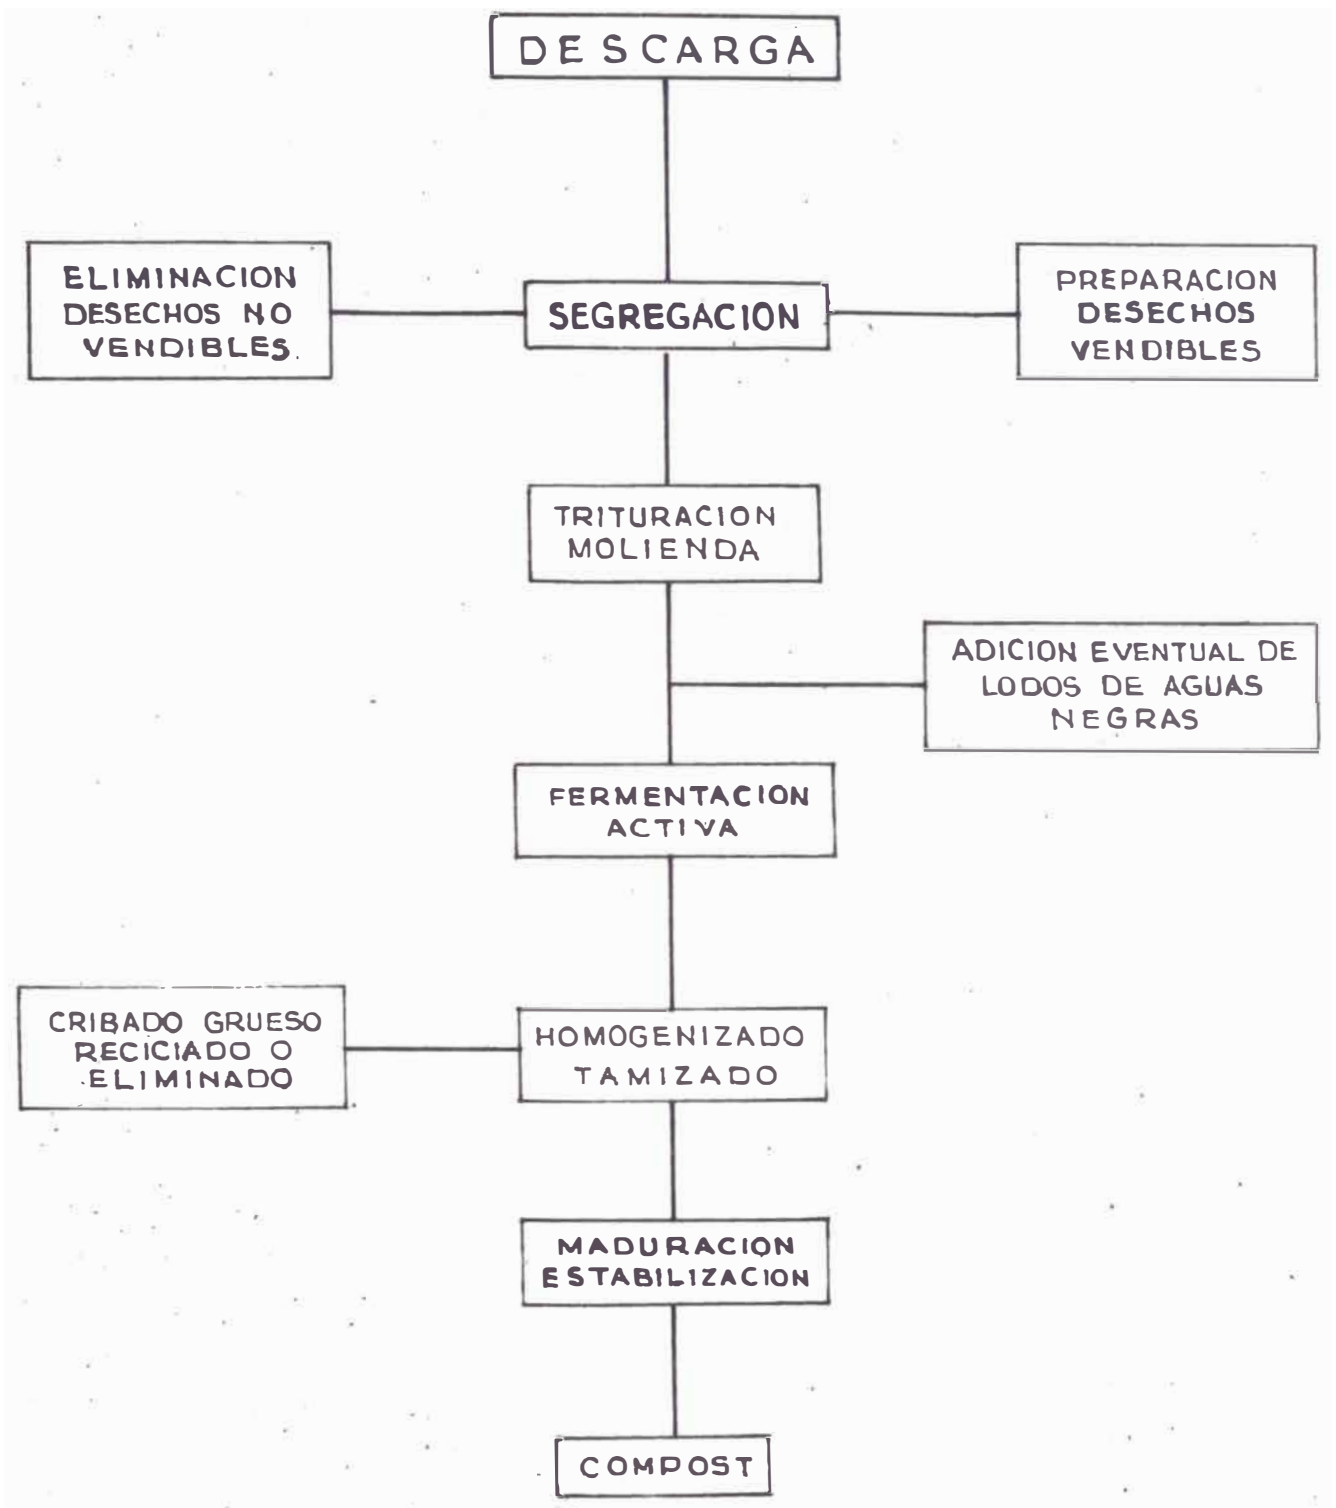 DESCARGA
ELIMINACION
DESECHOS NO
VENDIBLES.
SEGREGACION
PREPARACION
DESECHOS
VENDIBLES
TRITURACION
MOLIENDA
ADICION EVENTUAL DE
LODOS DE AGUAS
NEGRAS
FERMENTACION
ACTIVA
CRIBADO GRUESO
RECICIADO O
ELIMINADO
HOMOGENIZADO
TAMIZADO
MADURACION
ESTABILIZACION
COMPOST